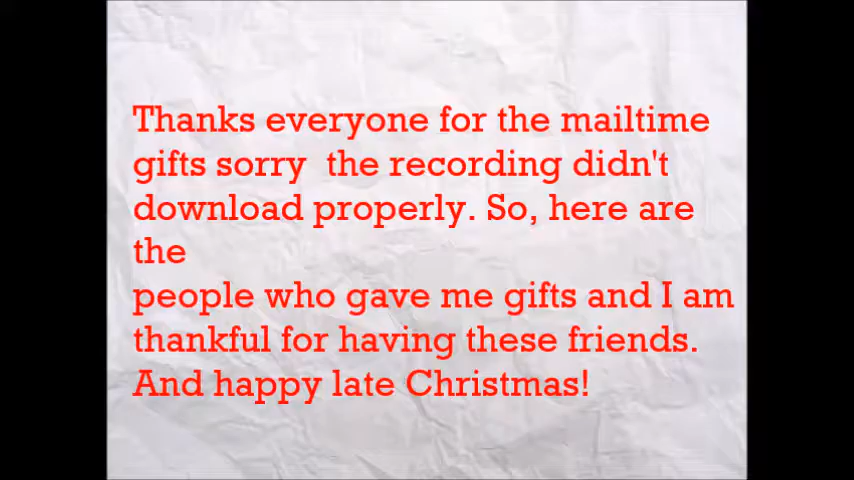 Thanks everyone for the mailtime
gifts sorry  the recording didn't
download properly. So, here are
the
people who gave me gifts and I am
thankful for having these friends.
And happy late Christmas!